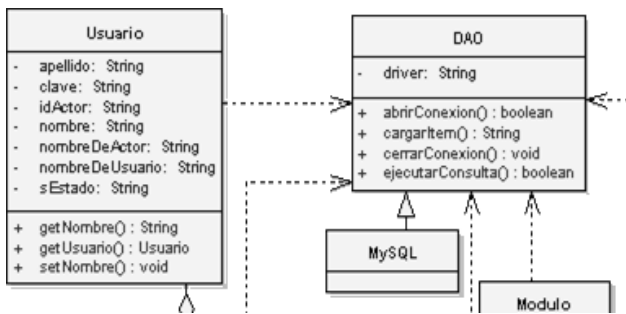 Usuario
- apellido: String
- clave: String
- idActor: String
- nombre: String
- nombreDeActor: String
- nombreDeUsuario: String
- sEstado: String
+ getNombre() : String
+ getUsuario() : Usuario
+ setNombre() : void
DAO
- driver: String
+ abrirConexion() : boolean
+ cargarItem() : String
+ cerrarConexion() : void
+ ejecutarConsulta() : boolean
MySQL
Modulo